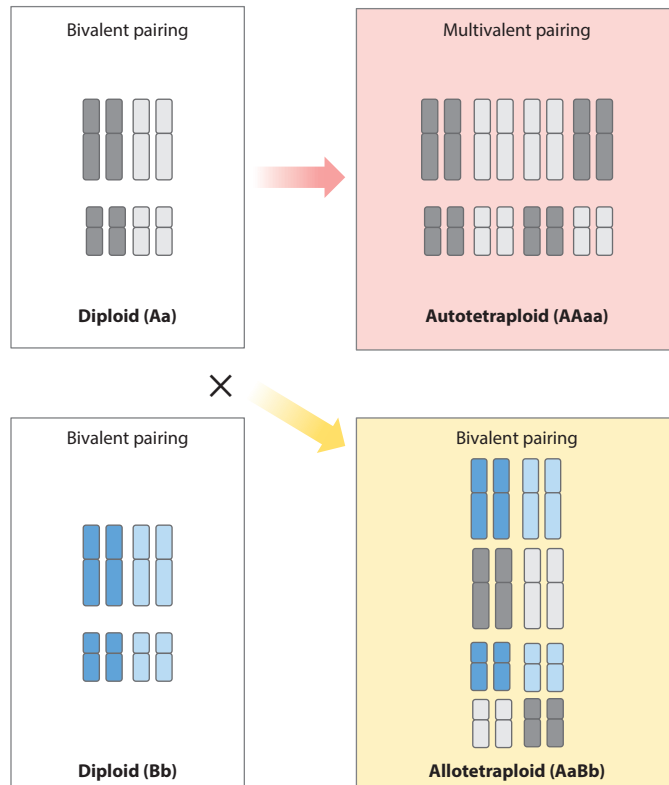 Bivalent pairing
Multivalent pairing
Diploid (Aa)
Autotetraploid (AAaa)
×
Bivalent pairing
Bivalent pairing
Diploid (Bb)
Allotetraploid (AaBb)